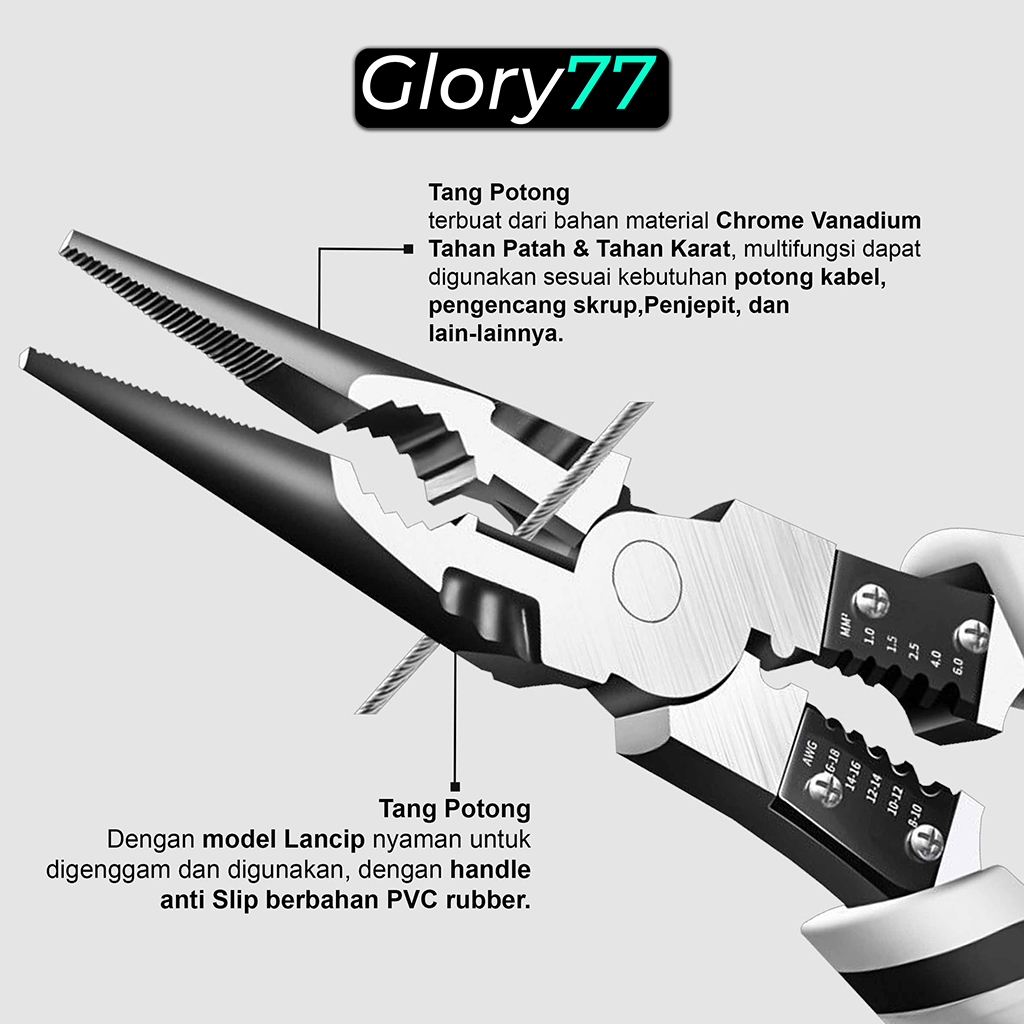 Glory77
Tang Potong
terbuat dari bahan material Chrome Vanadium
Tahan Patah & Tahan Karat, multifungsi dapat
digunakan sesuai kebutuhan potong kabel,
pengencang skrup,Penjepit, dan
lain-lainnya.
MM²
1.0
1.5
2.5
4.0
6.0
AWG
14-16
12-14
10-12
8-10
Tang Potong
Dengan model Lancip nyaman untuk
digenggam dan digunakan, dengan handle
anti Slip berbahan PVC rubber.